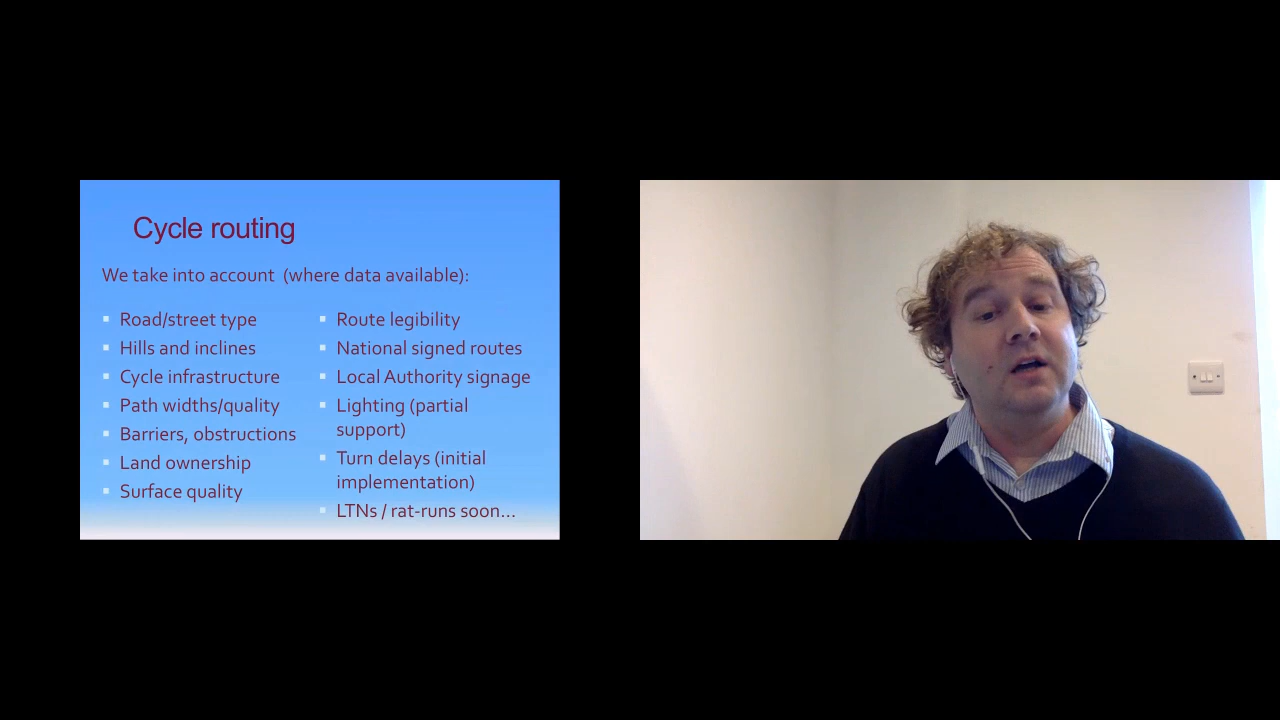 Cycle routing
We take into account (where data available):
Road/street type
Hills and inclines
Cycle infrastructure
Path widths/quality
Barriers, obstructions
Land ownership
Surface quality
Route legibility
National signed routes
Local Authority signage
Lighting (partial
support)
Turn delays (initial
implementation)
LTNs / rat-runs soon...